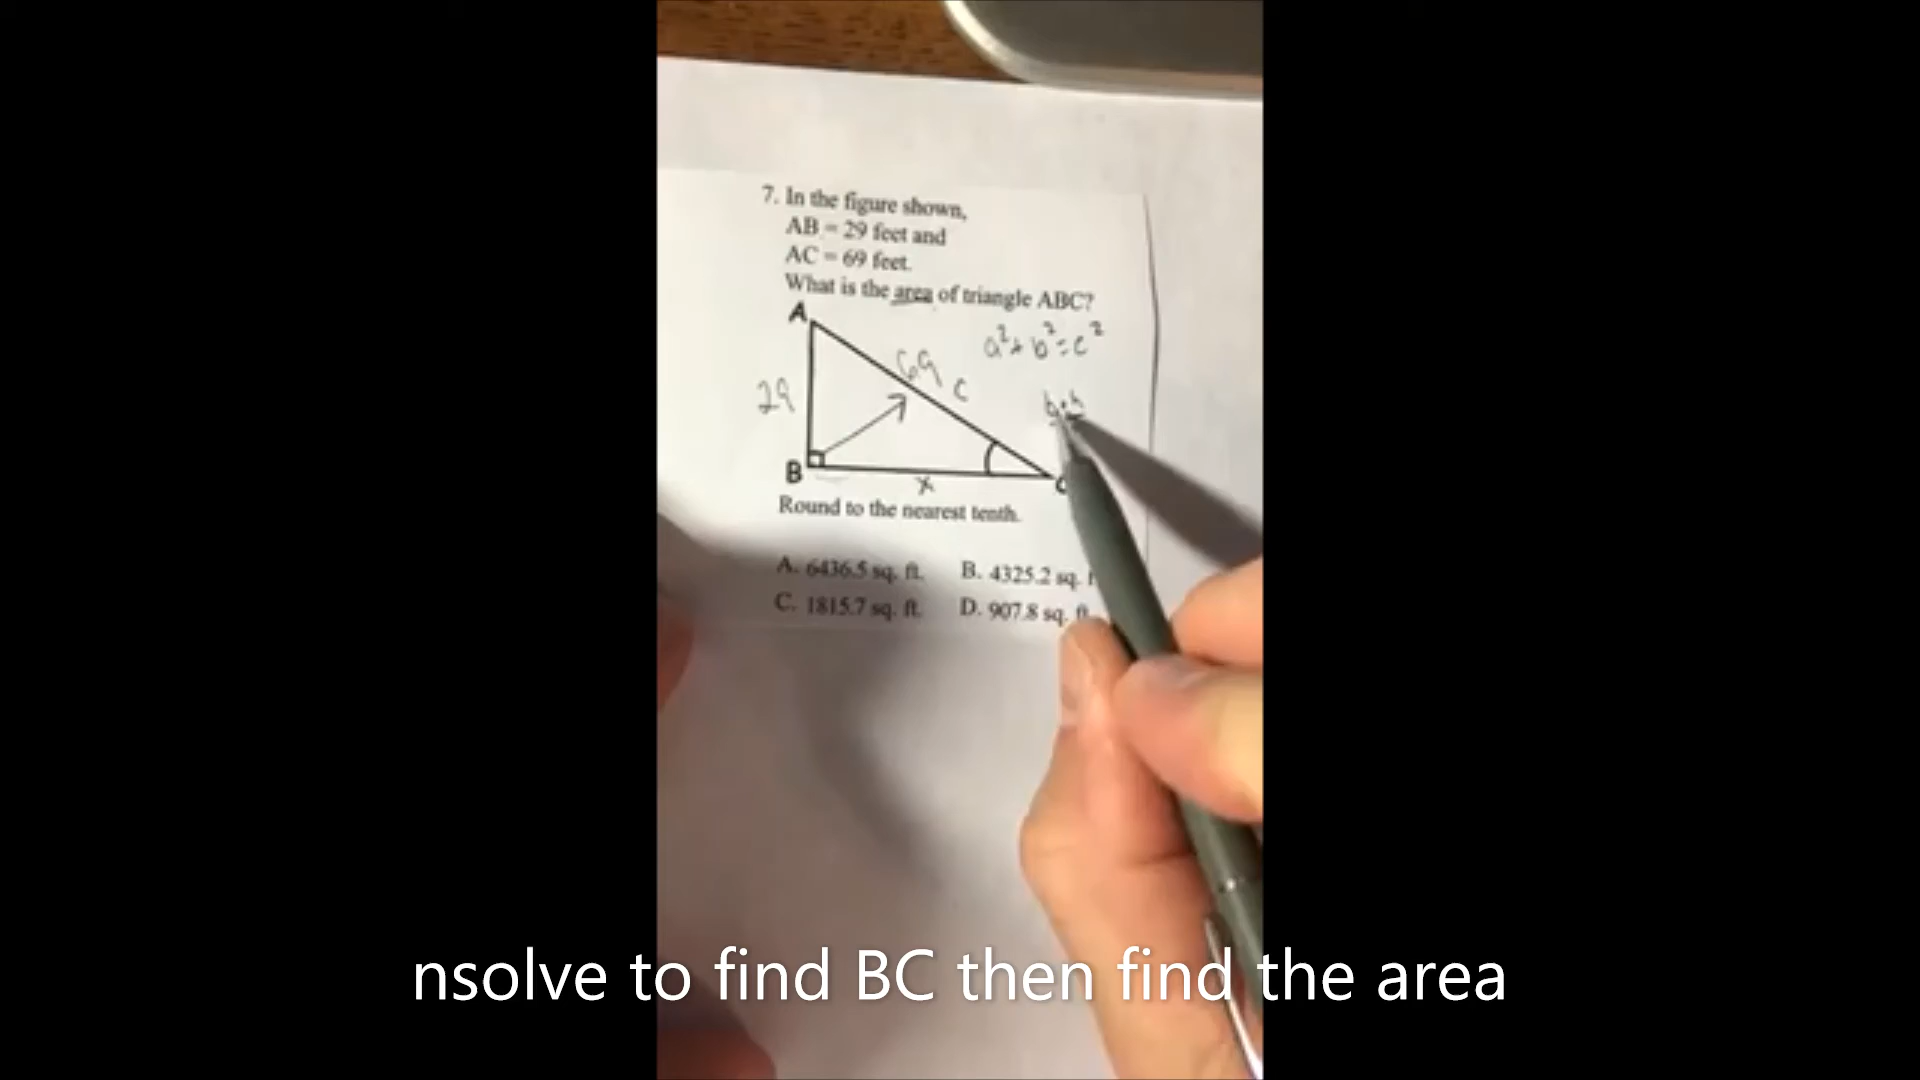 7. In the figure shown,
AB = 29 feet and
AC = 69 feet.
What is the area of triangle ABC?
A
a²+ b² = c²
69
c
29
b·h
B
C
x
Round to the nearest tenth.
A. 6436.5 sq. ft. B. 4325.2 sq.
C. 1815.7 sq. ft. D. 907.8 sq. ft.
nsolve to find BC then find the area